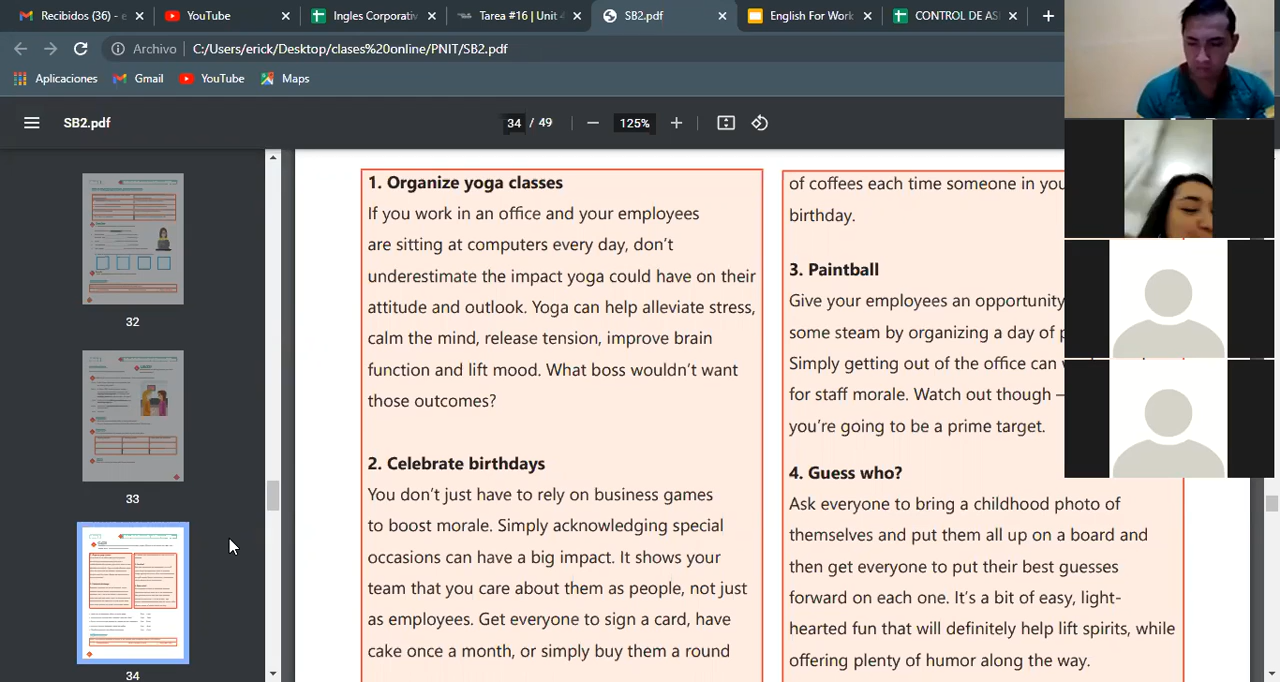 Recibidos (36) - e
YouTube
Ingles Corporativ
Tarea #16 | Unit 4
SB2.pdf
English For Work
CONTROL DE AS
Archivo
C:/Users/erick/Desktop/clases%20online/PNIT/SB2.pdf
Aplicaciones
Gmail
YouTube
Maps
SB2.pdf
34 / 49
125%
32
33
34
1. Organize yoga classes
If you work in an office and your employees
are sitting at computers every day, don't
underestimate the impact yoga could have on their
attitude and outlook. Yoga can help alleviate stress,
calm the mind, release tension, improve brain
function and lift mood. What boss wouldn't want
those outcomes?
2. Celebrate birthdays
You don't just have to rely on business games
to boost morale. Simply acknowledging special
occasions can have a big impact. It shows your
team that you care about them as people, not just
as employees. Get everyone to sign a card, have
cake once a month, or simply buy them a round
of coffees each time someone in you
birthday.
3. Paintball
Give your employees an opportunity
some steam by organizing a day of p
Simply getting out of the office can
for staff morale. Watch out though –
you're going to be a prime target.
4. Guess who?
Ask everyone to bring a childhood photo of
themselves and put them all up on a board and
then get everyone to put their best guesses
forward on each one. It's a bit of easy, light-
hearted fun that will definitely help lift spirits, while
offering plenty of humor along the way.